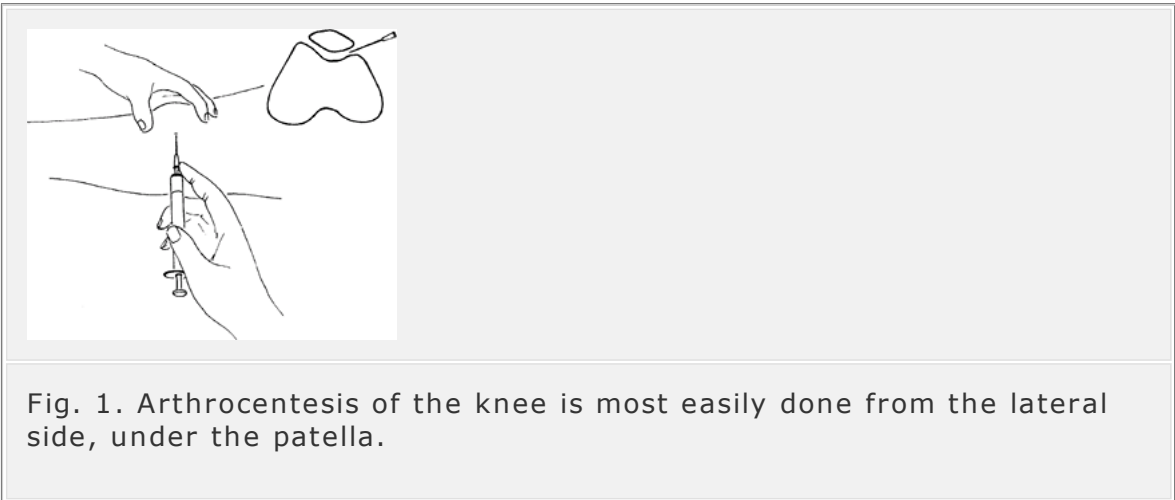 Fig. 1. Arthrocentesis of the knee is most easily done from the lateral
side, under the patella.